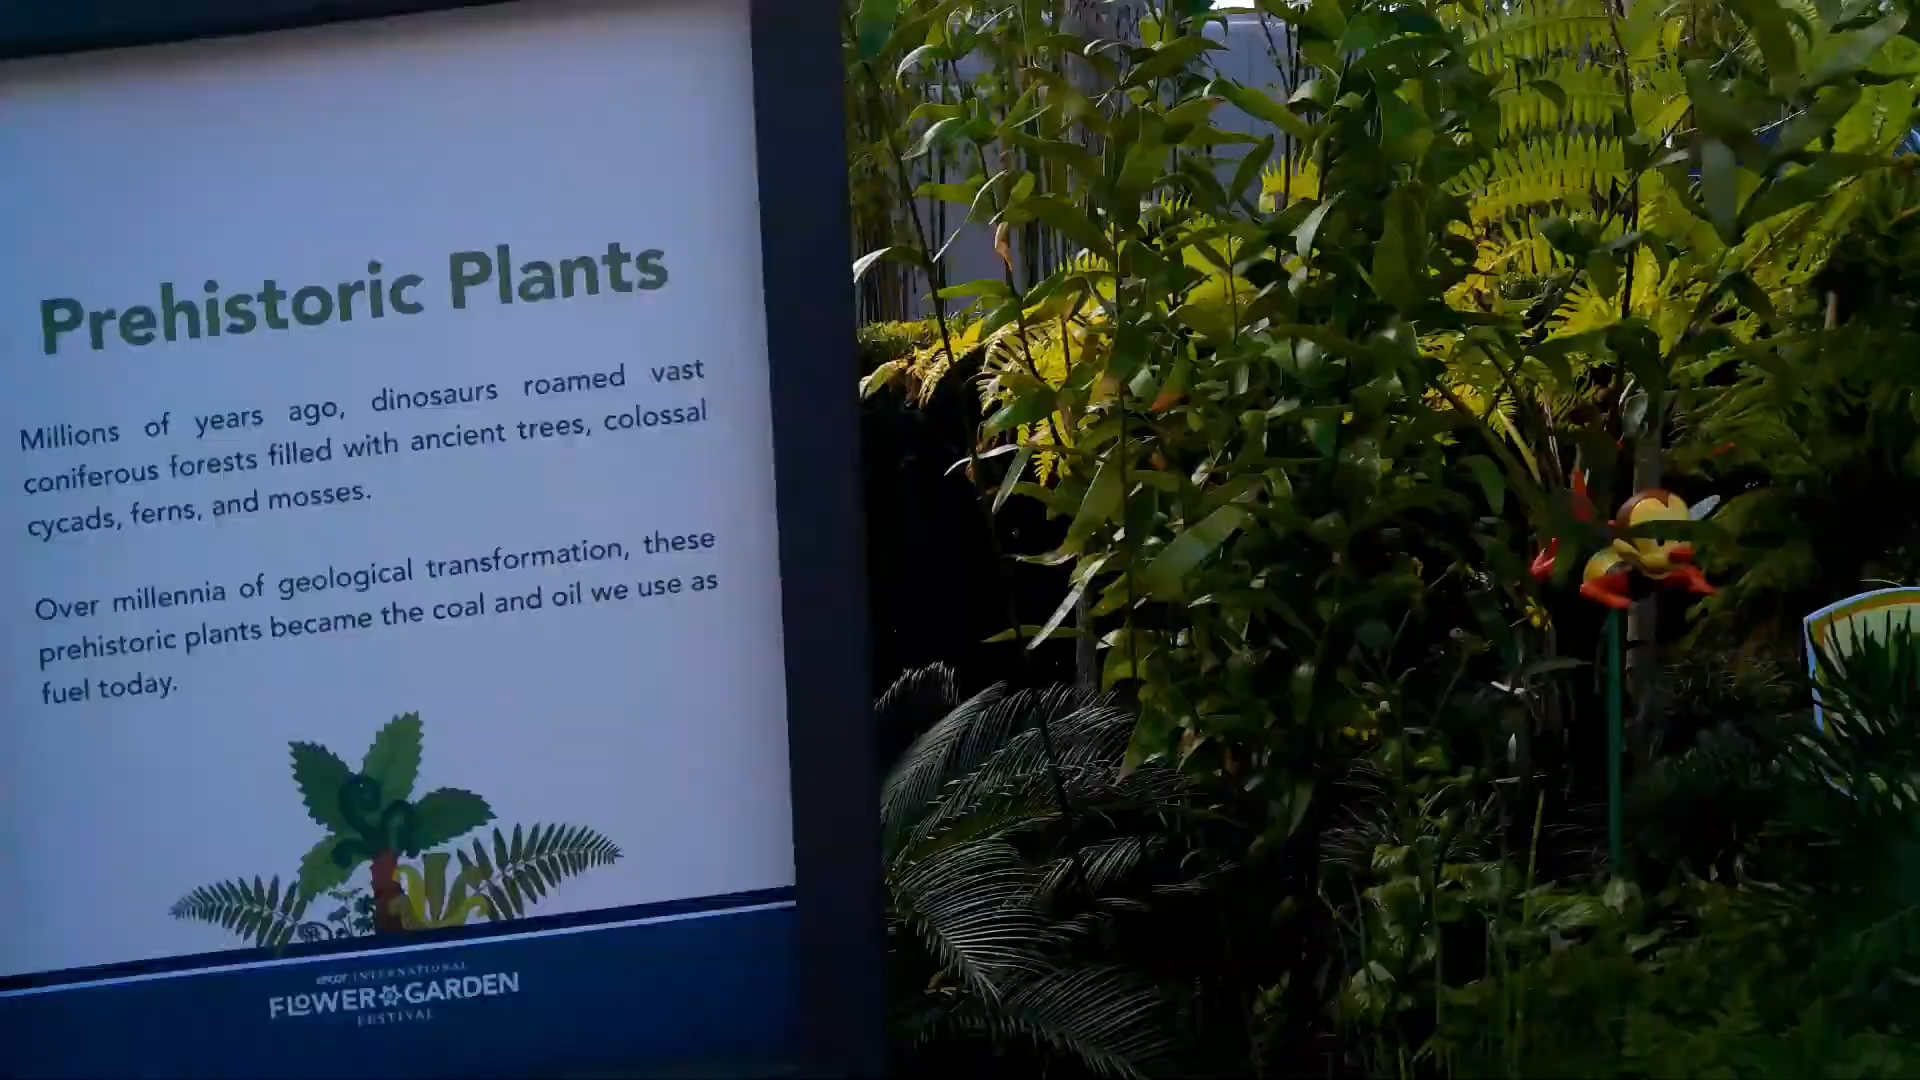 Prehistoric Plants
Millions of years ago, dinosaurs roamed vast
coniferous forests filled with ancient trees, colossal
cycads, ferns, and mosses.
Over millennia of geological transformation, these
prehistoric plants became the coal and oil we use as
fuel today.
epcot INTERNATIONAL
FLOWER GARDEN
FESTIVAL